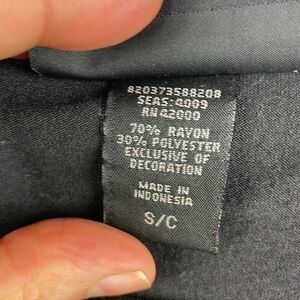 820373588208
SEAS: 4009
RN 42000
70% RAYON
30% POLYESTER
EXCLUSIVE OF
DECORATION
MADE IN
INDONESIA
S/C